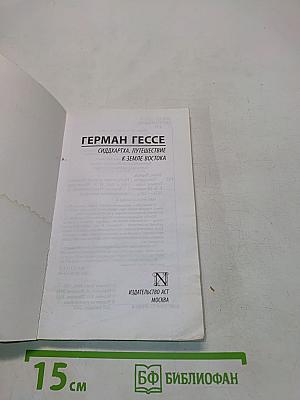 ГЕРМАН ГЕССЕ
СИДДХАРТХА. ПУТЕШЕСТВИЕ
К ЗЕМЛЕ ВОСТОКА
N
ИЗДАТЕЛЬСТВО АСТ
МОСКВА
15 см
БФ БИБЛИОФАН